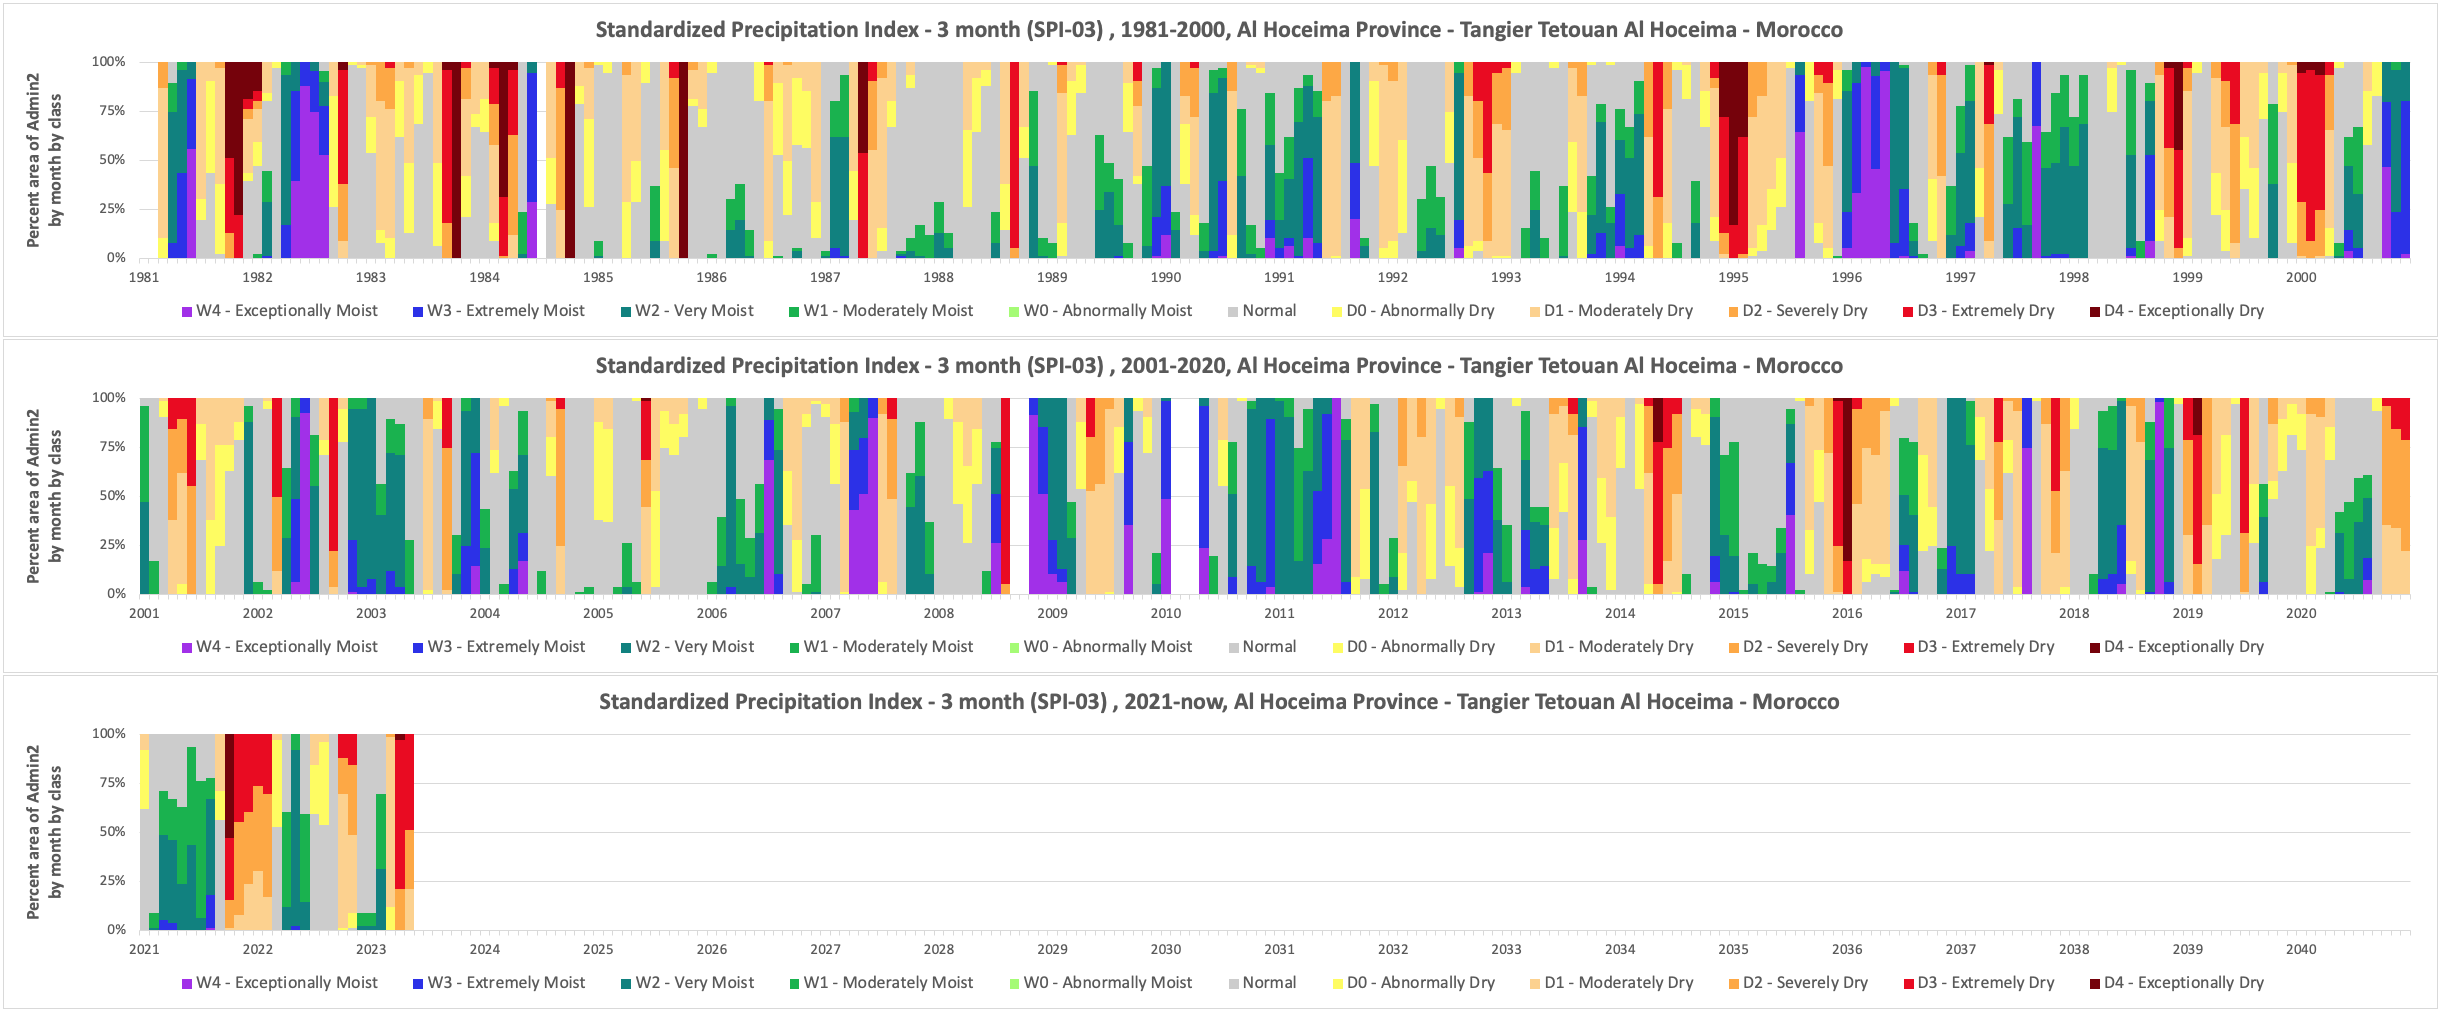 Standardized Precipitation Index - 3 month (SPI-03) , 1981-2000, Al Hoceima Province - Tangier Tetouan Al Hoceima - Morocco
Percent area of Admin2
by month by class
100%
75%
50%
25%
0%
1981 1982 1983 1984 1985 1986 1987 1988 1989 1990 1991 1992 1993 1994 1995 1996 1997 1998 1999 2000
W4 - Exceptionally Moist W3 - Extremely Moist W2 - Very Moist W1 - Moderately Moist W0 - Abnormally Moist Normal D0 - Abnormally Dry D1 - Moderately Dry D2 - Severely Dry D3 - Extremely Dry D4 - Exceptionally Dry
Standardized Precipitation Index - 3 month (SPI-03) , 2001-2020, Al Hoceima Province - Tangier Tetouan Al Hoceima - Morocco
Percent area of Admin2
by month by class
100%
75%
50%
25%
0%
2001 2002 2003 2004 2005 2006 2007 2008 2009 2010 2011 2012 2013 2014 2015 2016 2017 2018 2019 2020
W4 - Exceptionally Moist W3 - Extremely Moist W2 - Very Moist W1 - Moderately Moist W0 - Abnormally Moist Normal D0 - Abnormally Dry D1 - Moderately Dry D2 - Severely Dry D3 - Extremely Dry D4 - Exceptionally Dry
Standardized Precipitation Index - 3 month (SPI-03) , 2021-now, Al Hoceima Province - Tangier Tetouan Al Hoceima - Morocco
Percent area of Admin2
by month by class
100%
75%
50%
25%
0%
2021 2022 2023 2024 2025 2026 2027 2028 2029 2030 2031 2032 2033 2034 2035 2036 2037 2038 2039 2040
W4 - Exceptionally Moist W3 - Extremely Moist W2 - Very Moist W1 - Moderately Moist W0 - Abnormally Moist Normal D0 - Abnormally Dry D1 - Moderately Dry D2 - Severely Dry D3 - Extremely Dry D4 - Exceptionally Dry